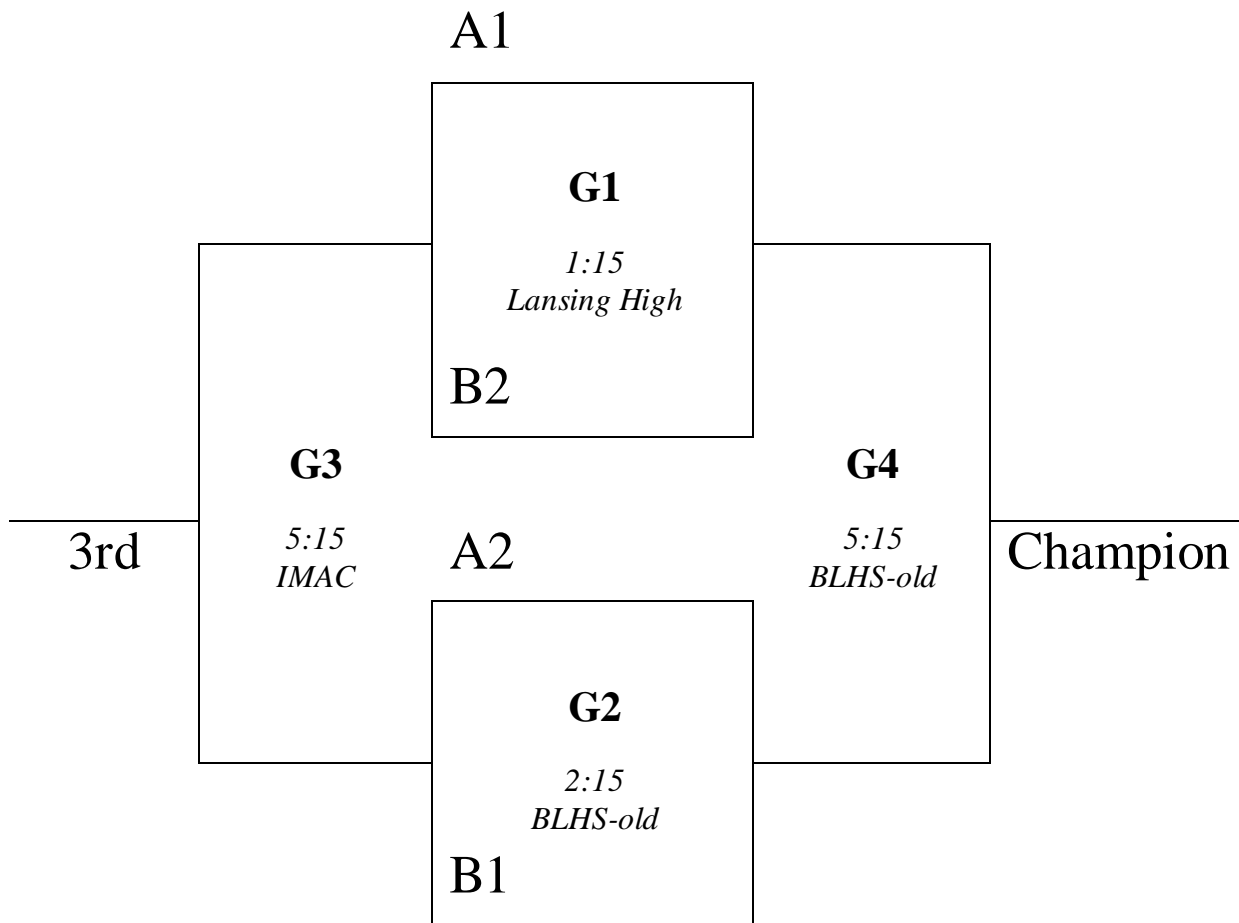 A1
G1
1:15
Lansing High
B2
G3
G4
5:15
IMAC
A2
5:15
BLHS-old
3rd
Champion
G2
2:15
BLHS-old
B1